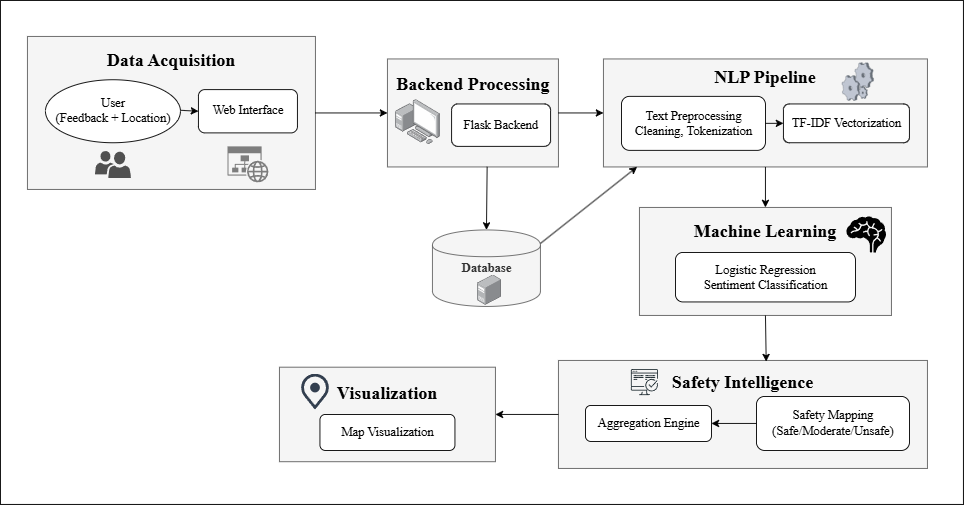 Data Acquisition
User
(Feedback + Location)
Web Interface
Backend Processing
Flask Backend
NLP Pipeline
Text Preprocessing
Cleaning, Tokenization
TF-IDF Vectorization
Database
Machine Learning
Logistic Regression
Sentiment Classification
Safety Intelligence
Safety Mapping
(Safe/Moderate/Unsafe)
Aggregation Engine
Visualization
Map Visualization